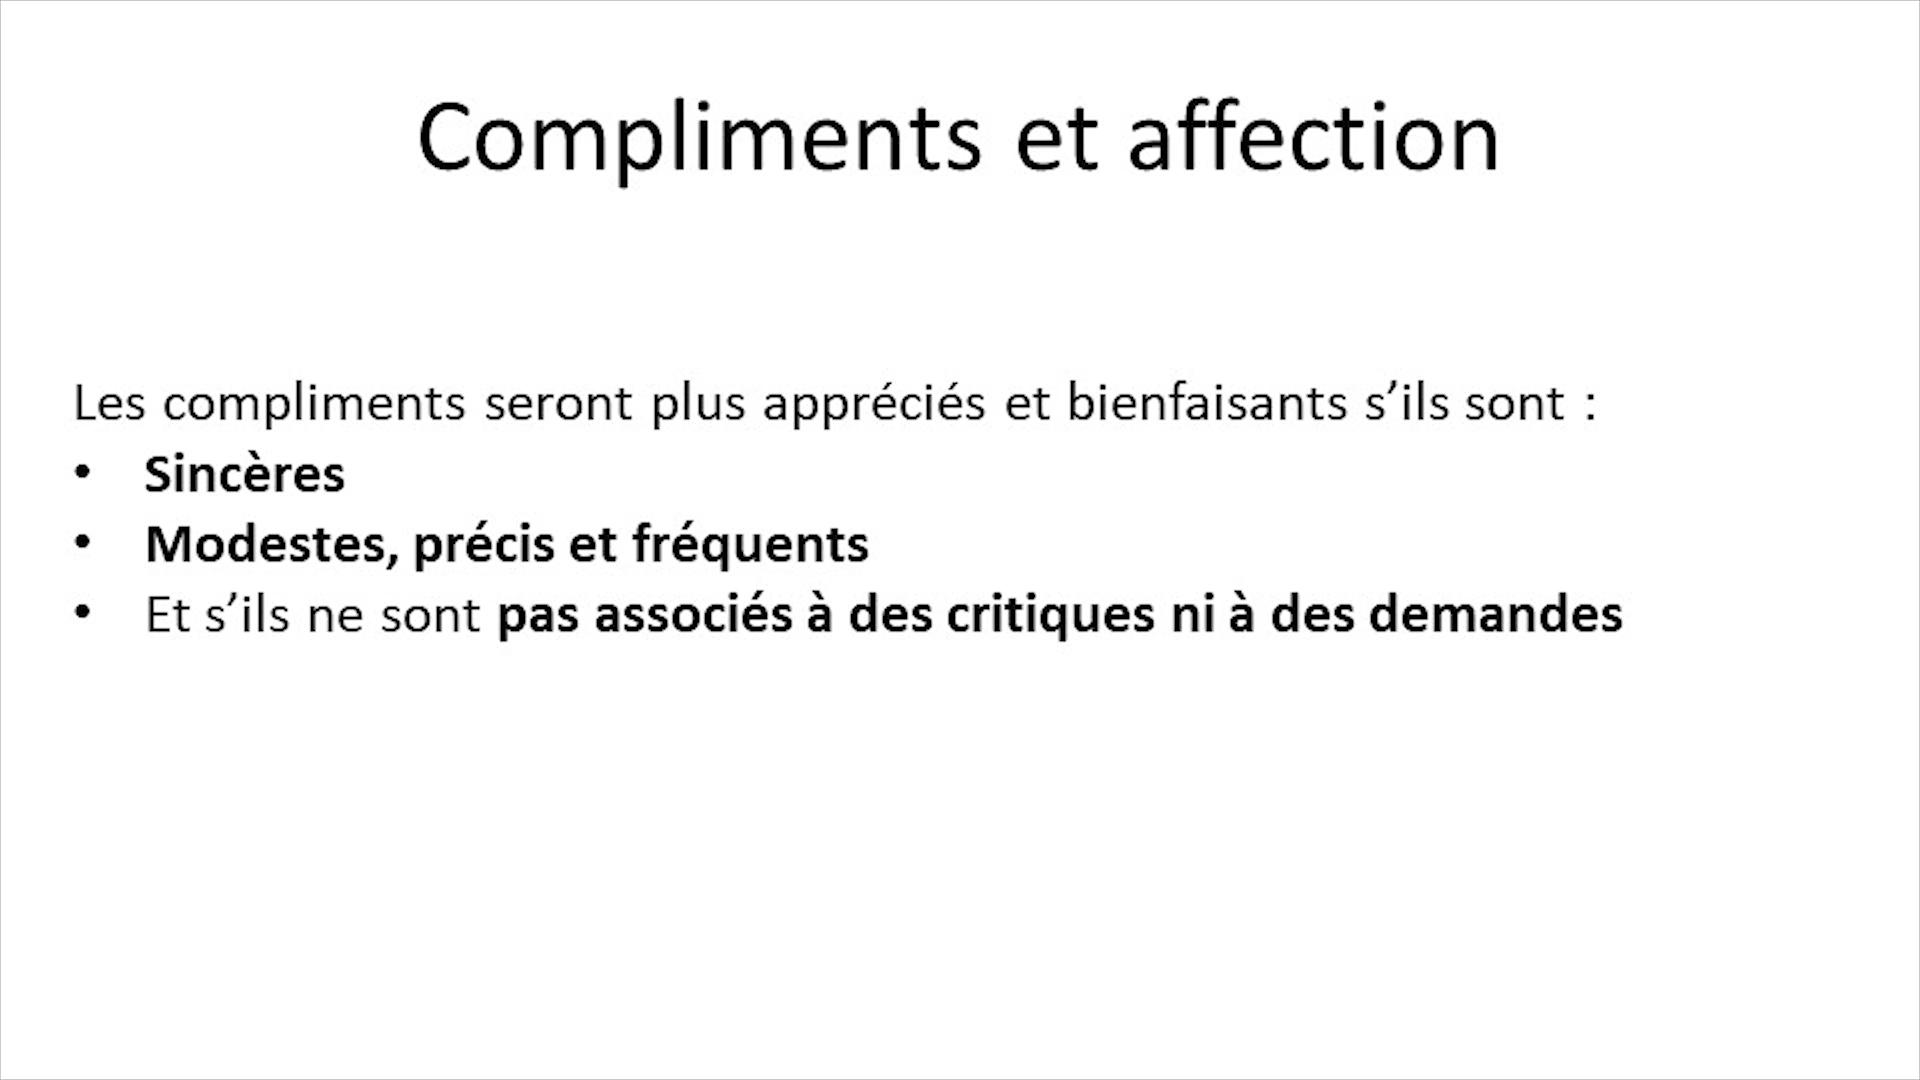 Compliments et affection
Les compliments seront plus appréciés et bienfaisants s’ils sont :
• Sincères
• Modestes, précis et fréquents
• Et s’ils ne sont pas associés à des critiques ni à des demandes